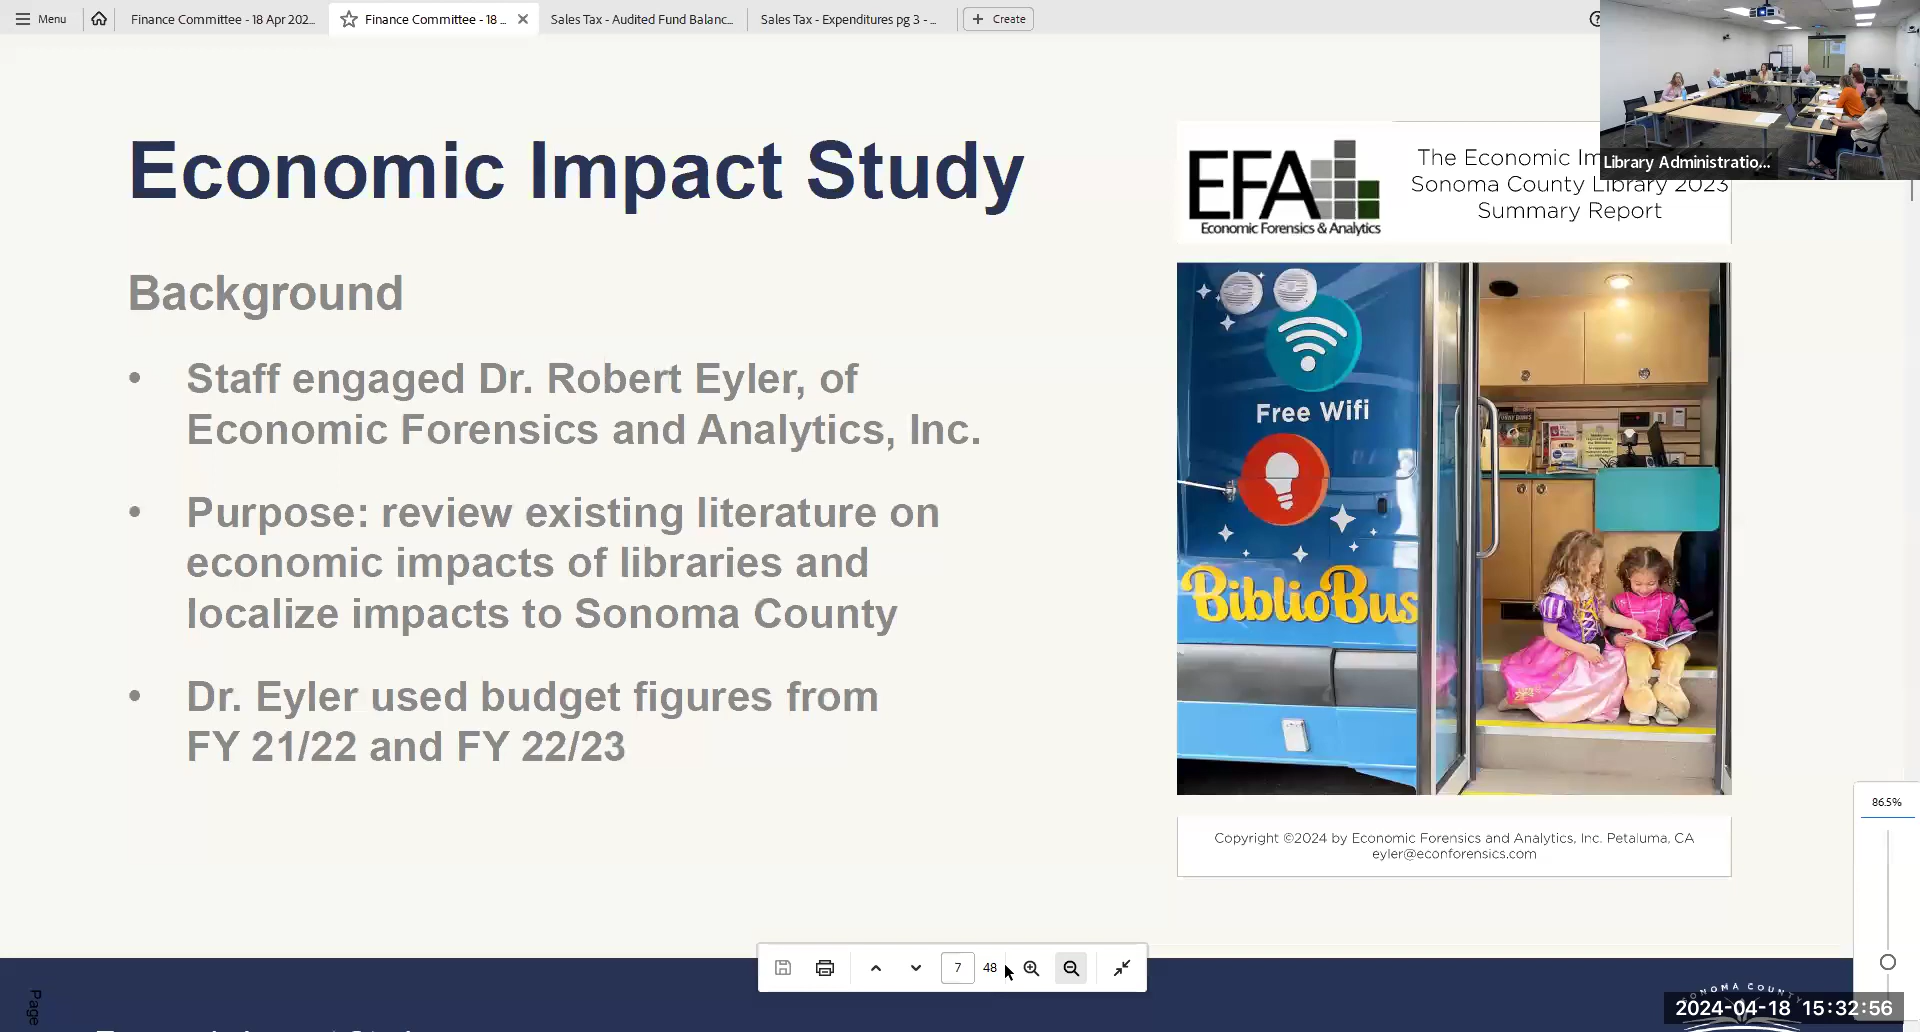 Menu
Finance Committee - 18 Apr 202...
Finance Committee - 18 ...
Sales Tax - Audited Fund Balanc...
Sales Tax - Expenditures pg 3 - ...
+ Create
Library Administratio...
Economic Impact Study
Background
• Staff engaged Dr. Robert Eyler, of
Economic Forensics and Analytics, Inc.
• Purpose: review existing literature on
economic impacts of libraries and
localize impacts to Sonoma County
• Dr. Eyler used budget figures from
FY 21/22 and FY 22/23
EFA
Economic Forensics & Analytics
The Economic Im
Sonoma County Library 2023
Summary Report
Free Wifi
BiblioBus
Copyright ©2024 by Economic Forensics and Analytics, Inc. Petaluma, CA
eyler@econforensics.com
86.5%
7 48
Page
SONOMA COUNTY
2024-04-18 15:32:56